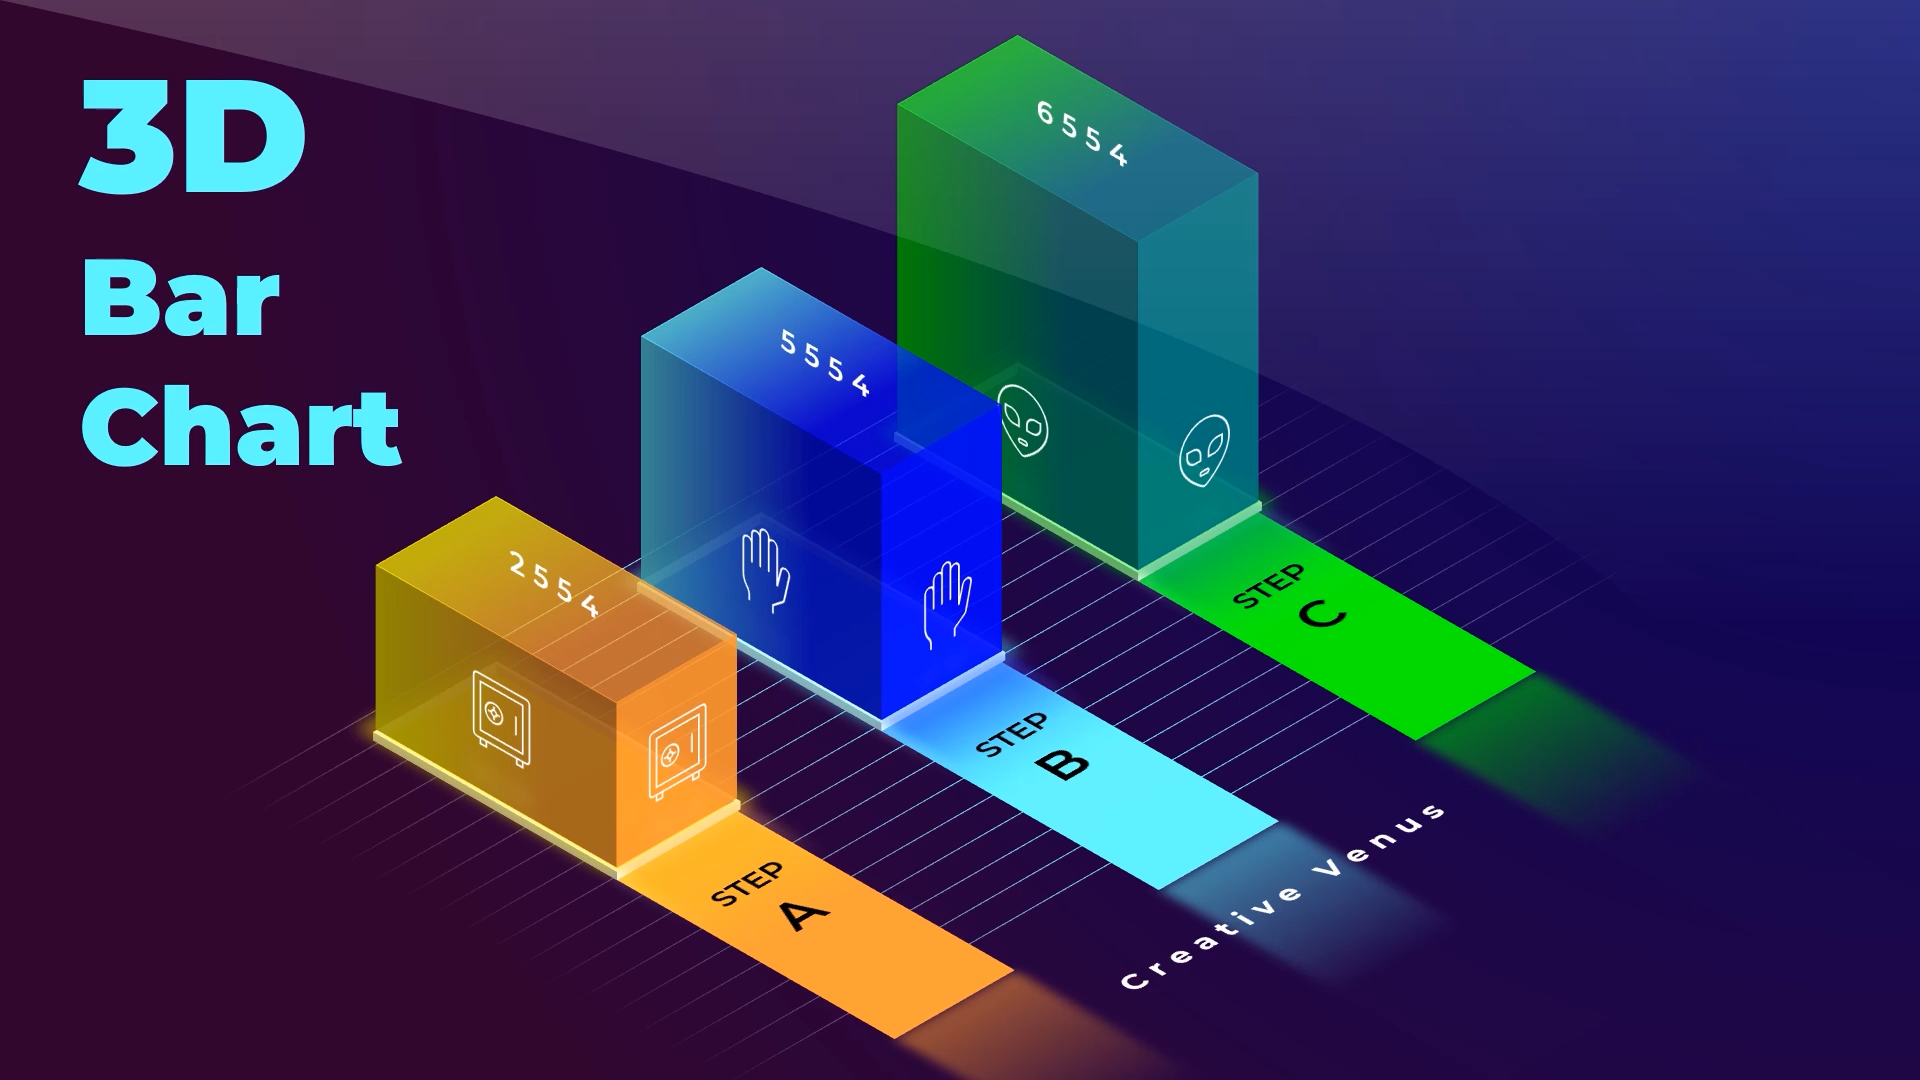 3D
Bar
Chart
6554
5554
2554
STEP
C
STEP
B
STEP
A
Creative Venus